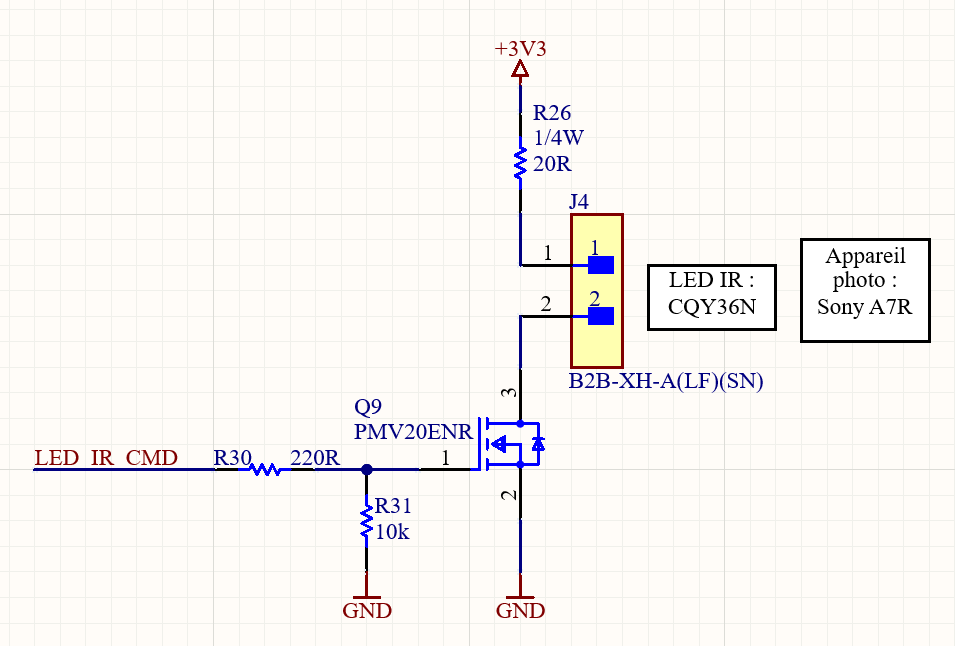 +3V3
R26
1/4W
20R
J4
1
1
2
2
LED IR :
CQY36N
Appareil
photo :
Sony A7R
B2B-XH-A(LF)(SN)
3
Q9
PMV20ENR
1
LED_IR_CMD
R30
220R
2
R31
10k
GND
GND